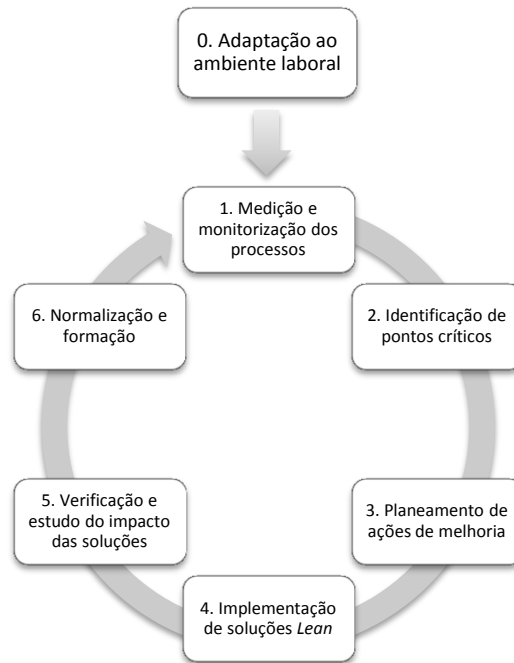 0. Adaptação ao
ambiente laboral
1. Medição e
monitorização dos
processos
2. Identificação de
pontos críticos
3. Planeamento de
ações de melhoria
4. Implementação
de soluções Lean
5. Verificação e
estudo do impacto
das soluções
6. Normalização e
formação